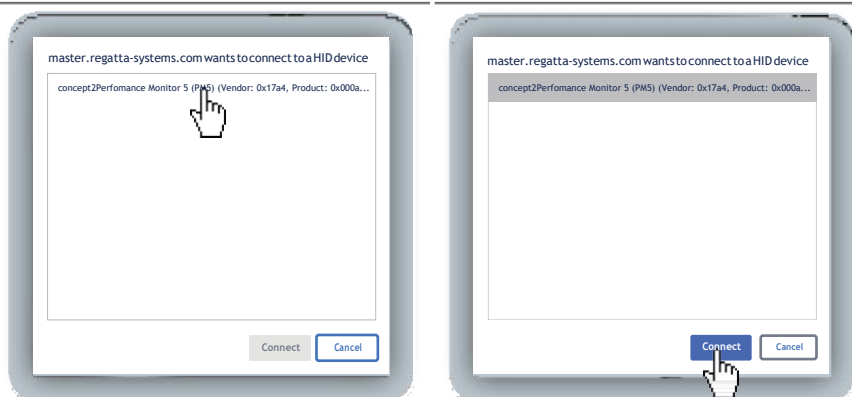 master.regatta-systems.com wants to connect to a HID device
concept2Perfomance Monitor 5 (PM5) (Vendor: 0x17a4, Product: 0x000a...
Connect
Cancel
master.regatta-systems.com wants to connect to a HID device
concept2Perfomance Monitor 5 (PM5) (Vendor: 0x17a4, Product: 0x000a...
Connect
Cancel